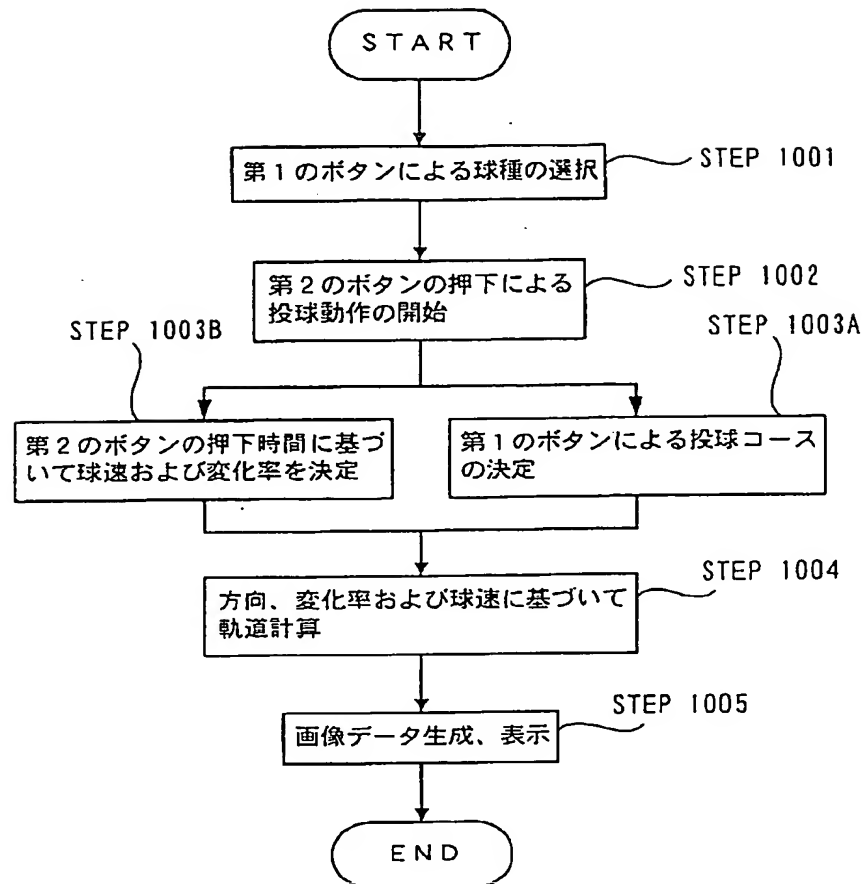 START
第1のボタンによる球種の選択
STEP 1001
第2のボタンの押下による
投球動作の開始
STEP 1002
STEP 1003B
STEP 1003A
第2のボタンの押下時間に基づ
いて球速および変化率を決定
第1のボタンによる投球コース
の決定
方向、変化率および球速に基づいて
軌道計算
STEP 1004
画像データ生成、表示
STEP 1005
END